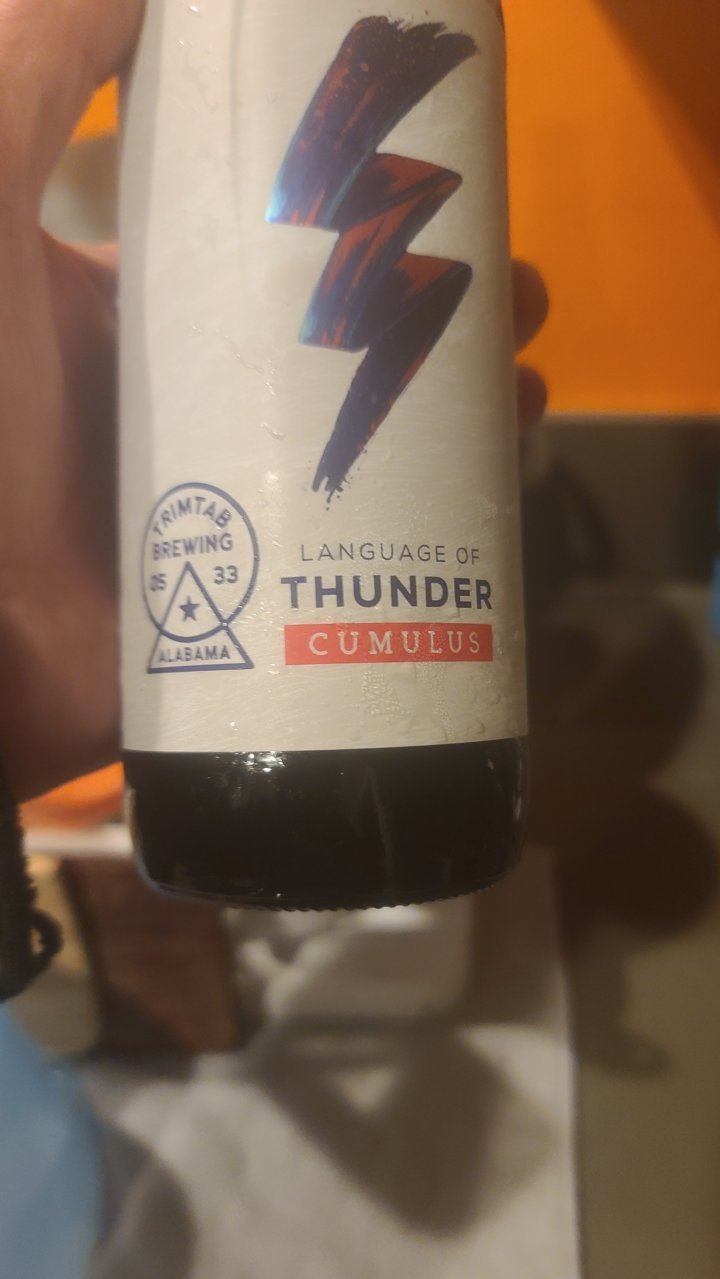 TRIMTAB
BREWING
05 33
ALABAMA
LANGUAGE OF
THUNDER
CUMULUS